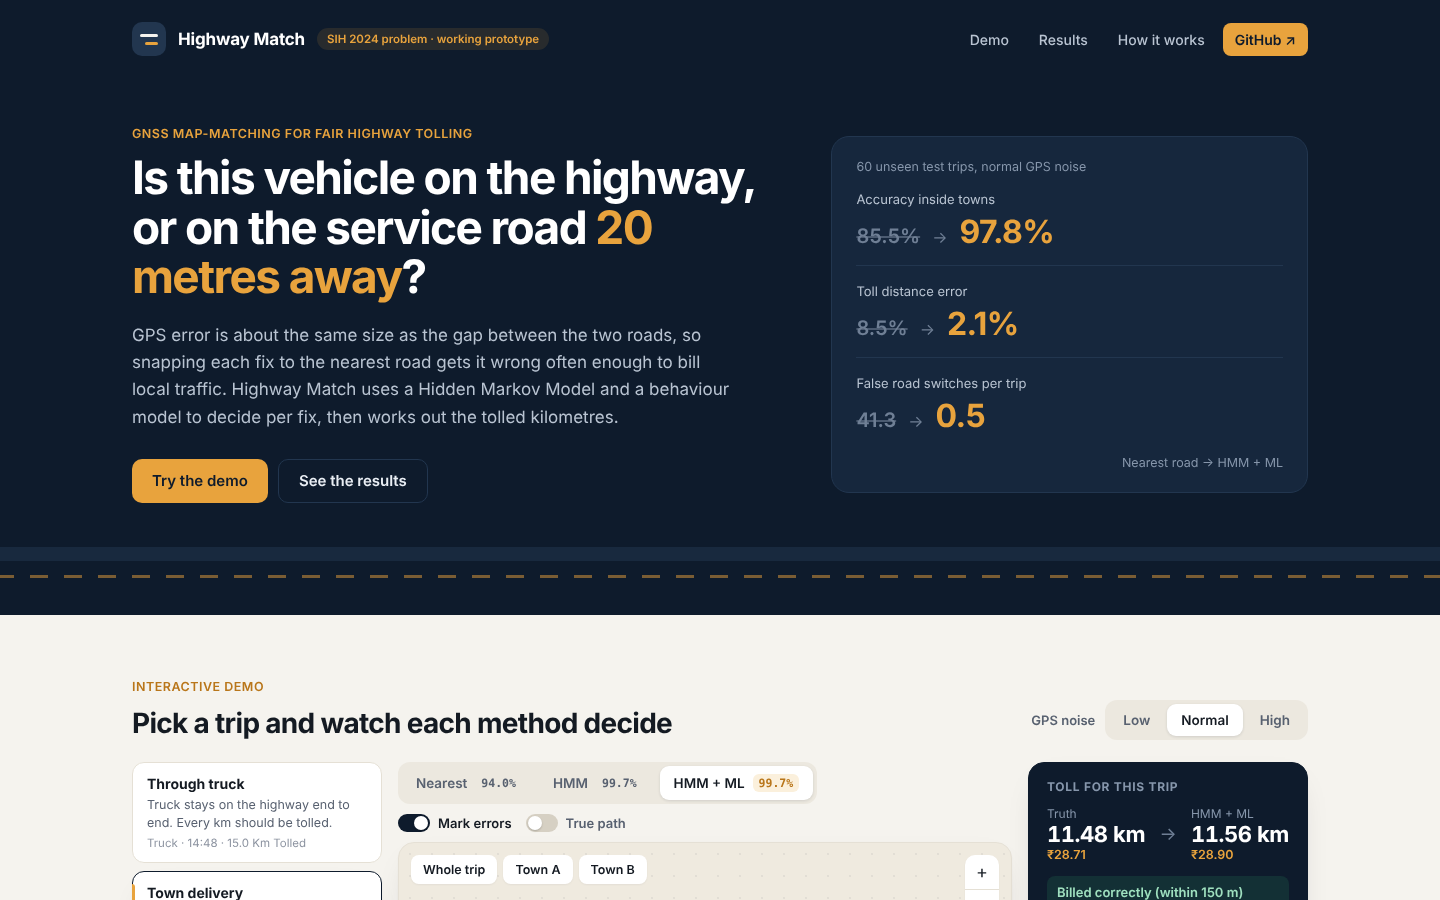 Highway Match
SIH 2024 problem · working prototype
Demo
Results
How it works
GitHub ↗
GNSS MAP-MATCHING FOR FAIR HIGHWAY TOLLING
Is this vehicle on the highway,
or on the service road 20
metres away?
GPS error is about the same size as the gap between the two roads, so
snapping each fix to the nearest road gets it wrong often enough to bill
local traffic. Highway Match uses a Hidden Markov Model and a behaviour
model to decide per fix, then works out the tolled kilometres.
Try the demo
See the results
60 unseen test trips, normal GPS noise
Accuracy inside towns
85.5% → 97.8%
Toll distance error
8.5% → 2.1%
False road switches per trip
41.3 → 0.5
Nearest road → HMM + ML
INTERACTIVE DEMO
Pick a trip and watch each method decide
GPS noise
Low
Normal
High
Through truck
Truck stays on the highway end to
end. Every km should be tolled.
Truck · 14:48 · 15.0 Km Tolled
Town delivery
Nearest 94.0%
HMM 99.7%
HMM + ML 99.7%
Mark errors
True path
Whole trip
Town A
Town B
+
TOLL FOR THIS TRIP
Truth
11.48 km
₹28.71
→
HMM + ML
11.56 km
₹28.90
Billed correctly (within 150 m)